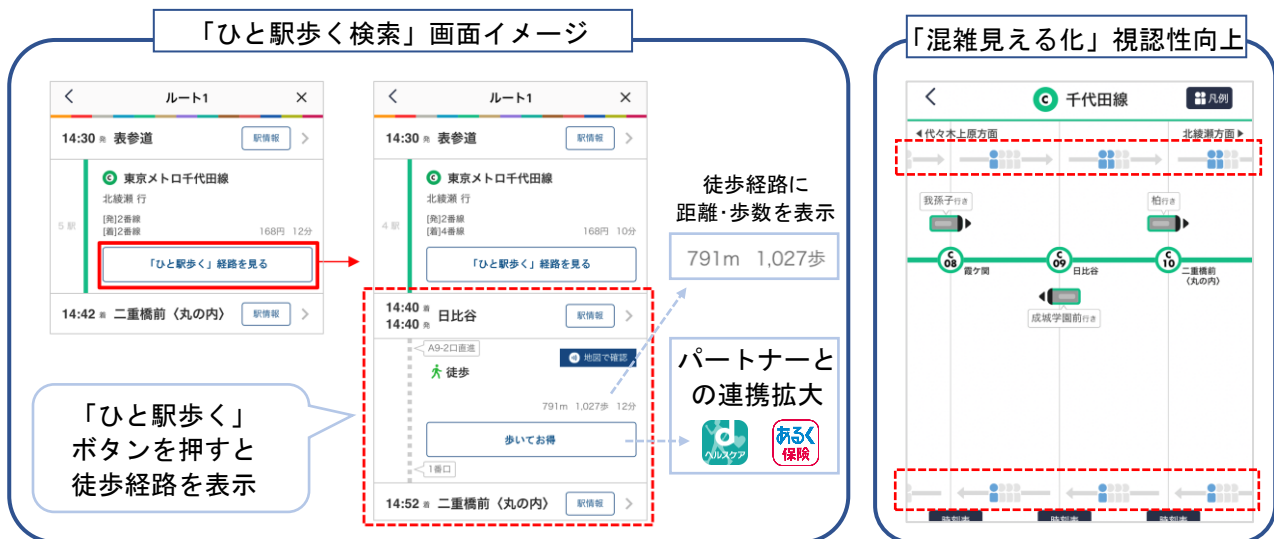 「ひと駅歩く検索」画面イメージ
ルート1
14:30 発 表参道
駅情報
東京メトロ千代田線
北綾瀬 行
5 駅
[発]2番線
[着]2番線
168円 12分
「ひと駅歩く」経路を見る
14:42 着 二重橋前〈丸の内〉
駅情報
「ひと駅歩く」
ボタンを押すと
徒歩経路を表示
ルート1
14:30 発 表参道
駅情報
東京メトロ千代田線
北綾瀬 行
4 駅
[発]2番線
[着]4番線
168円 10分
「ひと駅歩く」経路を見る
14:40 着
14:40 発
日比谷
駅情報
A9-2口直進
地図で確認
徒歩
791m 1,027歩 12分
歩いてお得
1番口
14:52 着 二重橋前〈丸の内〉
駅情報
徒歩経路に
距離・歩数を表示
791m 1,027歩
パートナーと
の連携拡大
d
ヘルスケア
あるく
保険
「混雑見える化」視認性向上
C 千代田線
凡例
◀代々木上原方面
北綾瀬方面▶
我孫子行き
柏行き
C
08
霞ケ関
C
09
日比谷
C
10
二重橋前
〈丸の内〉
成城学園前行き
時刻表
時刻表
時刻表